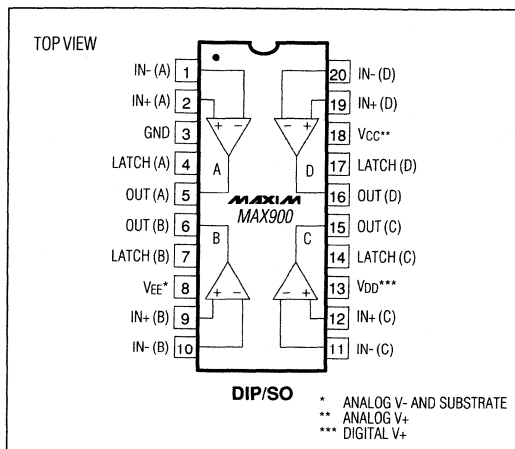 TOP VIEW
IN- (A) 1
IN+ (A) 2
GND 3
LATCH (A) 4
OUT (A) 5
OUT (B) 6
LATCH (B) 7
VEE* 8
IN+ (B) 9
IN- (B) 10
20 IN- (D)
19 IN+ (D)
18 VCC**
17 LATCH (D)
16 OUT (D)
15 OUT (C)
14 LATCH (C)
13 VDD***
12 IN+ (C)
11 IN- (C)
+ −
− +
A
D
MAXIM
MAX900
B
C
+ −
− +
DIP/SO
* ANALOG V- AND SUBSTRATE
** ANALOG V+
*** DIGITAL V+